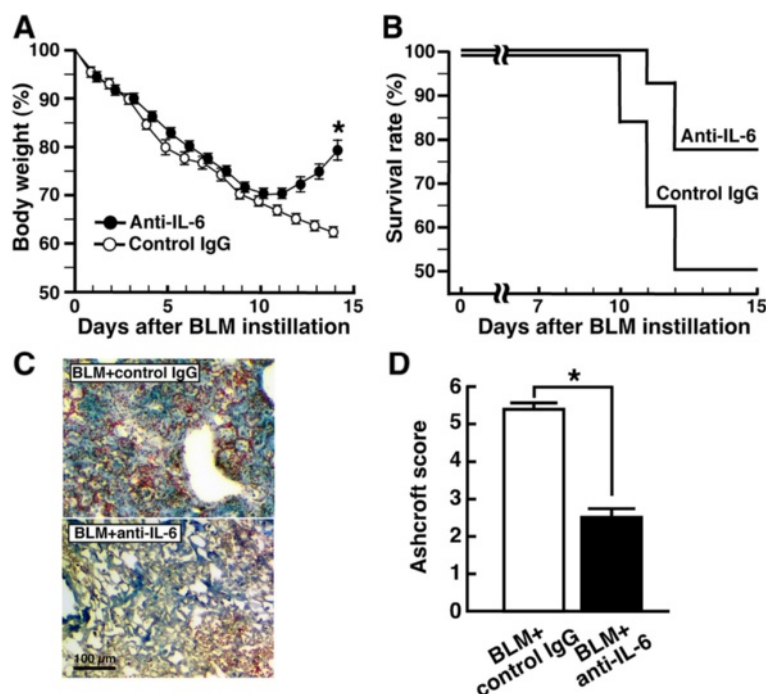 A
100
90
80
70
60
50
Body weight (%)
*
Anti-IL-6
Control IgG
0
5
10
15
Days after BLM instillation
B
100
90
80
70
60
50
Survival rate (%)
Anti-IL-6
Control IgG
0
7
10
15
Days after BLM instillation
C
BLM+control IgG
BLM+anti-IL-6
100 µm
D
6
5
4
3
2
1
0
Ashcroft score
*
BLM+
control IgG
BLM+
anti-IL-6